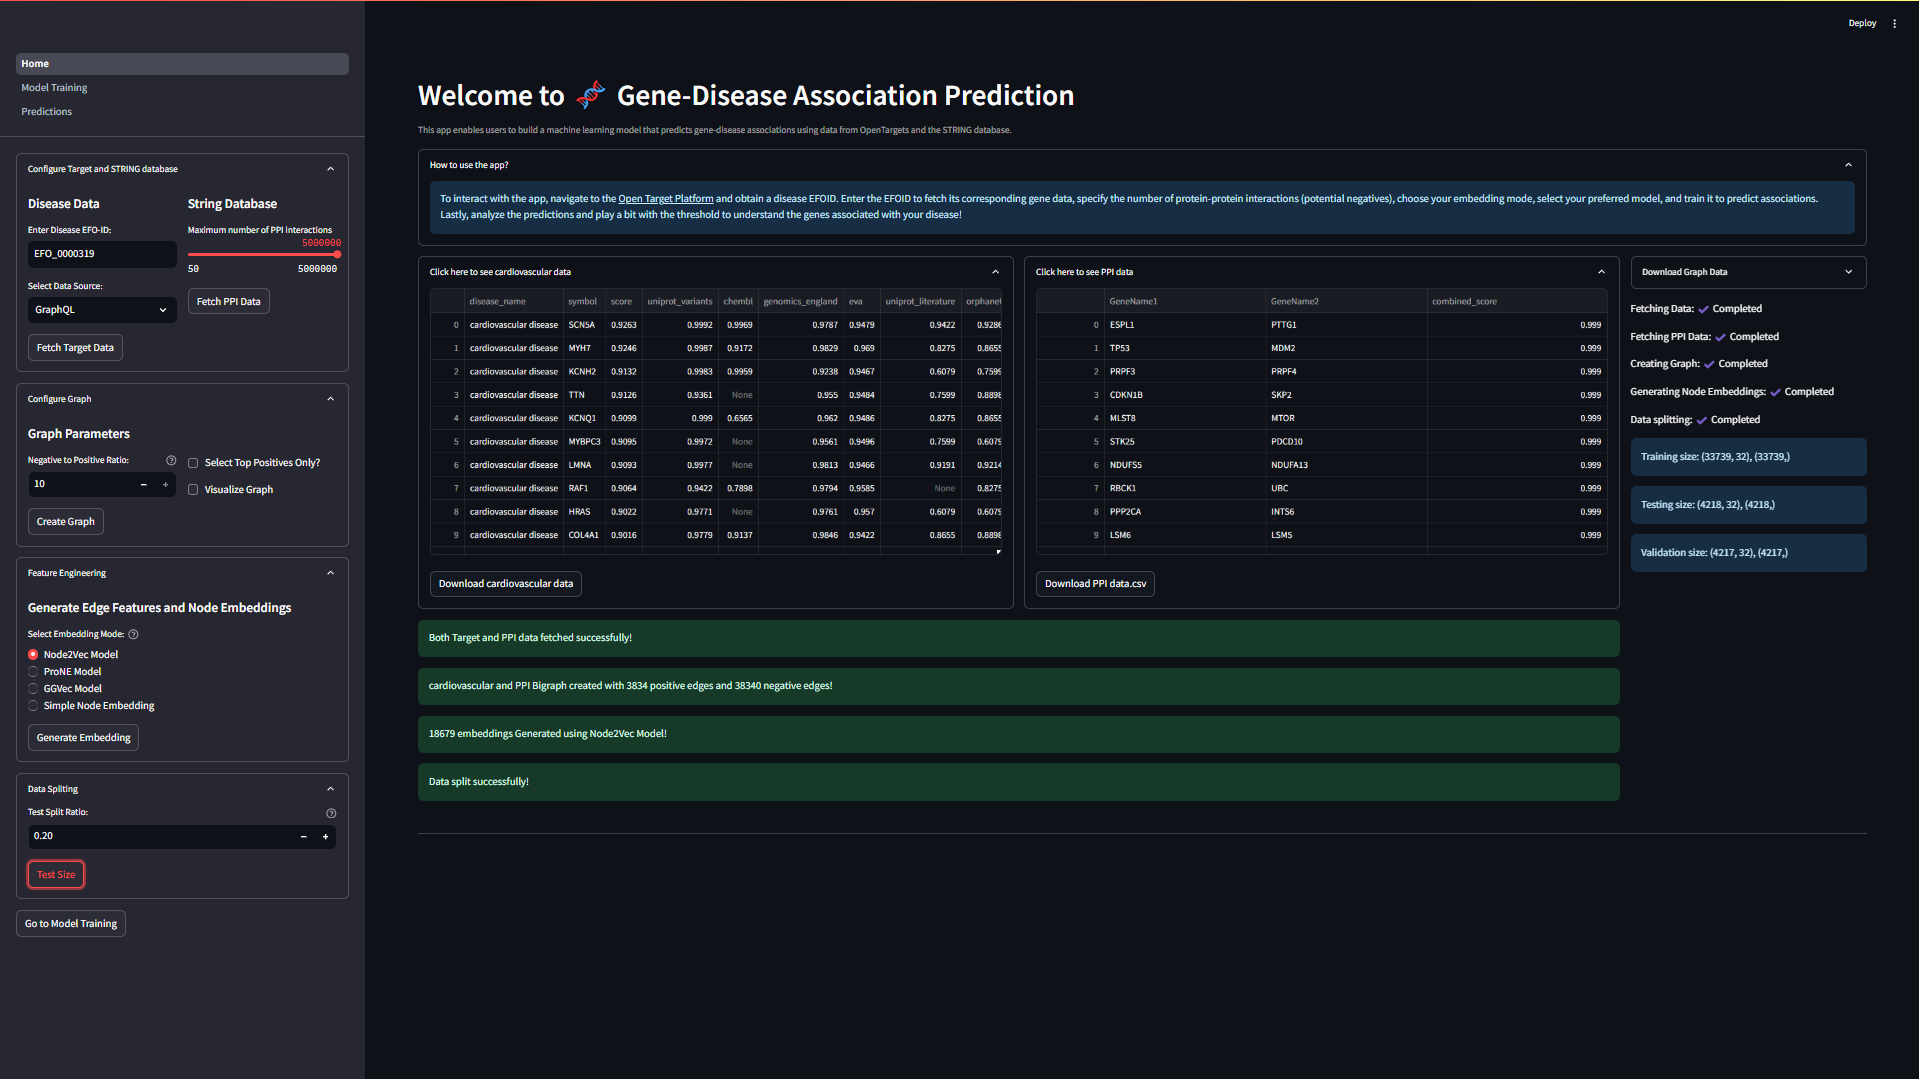 Deploy
Home
Model Training
Predictions
Configure Target and STRING database
Disease Data
String Database
Enter Disease EFO-ID:
Maximum number of PPI interactions
5000000
EFO_0000319
50
5000000
Select Data Source:
GraphQL
Fetch PPI Data
Fetch Target Data
Configure Graph
Graph Parameters
Negative to Positive Ratio:
Select Top Positives Only?
10
Visualize Graph
Create Graph
Feature Engineering
Generate Edge Features and Node Embeddings
Select Embedding Mode:
Node2Vec Model
ProNE Model
GGVec Model
Simple Node Embedding
Generate Embedding
Data Spliting
Test Split Ratio:
0.20
Test Size
Go to Model Training
Welcome to 🧬 Gene-Disease Association Prediction
This app enables users to build a machine learning model that predicts gene-disease associations using data from OpenTargets and the STRING database.
How to use the app?
To interact with the app, navigate to the Open Target Platform and obtain a disease EFOID. Enter the EFOID to fetch its corresponding gene data, specify the number of protein-protein interactions (potential negatives), choose your embedding mode, select your preferred model, and train it to predict associations.
Lastly, analyze the predictions and play a bit with the threshold to understand the genes associated with your disease!
Click here to see cardiovascular data
disease_name symbol score uniprot_variants chembl genomics_england eva uniprot_literature orphanet
0 cardiovascular disease SCN5A 0.9263 0.9992 0.9969 0.9787 0.9479 0.9422 0.9286
1 cardiovascular disease MYH7 0.9246 0.9987 0.9172 0.9829 0.969 0.8275 0.8655
2 cardiovascular disease KCNH2 0.9132 0.9983 0.9959 0.9238 0.9467 0.6079 0.7599
3 cardiovascular disease TTN 0.9126 0.9361 None 0.955 0.9484 0.7599 0.8898
4 cardiovascular disease KCNQ1 0.9099 0.999 0.6565 0.962 0.9486 0.8275 0.8655
5 cardiovascular disease MYBPC3 0.9095 0.9972 None 0.9561 0.9496 0.7599 0.6079
6 cardiovascular disease LMNA 0.9093 0.9977 None 0.9813 0.9466 0.9191 0.9214
7 cardiovascular disease RAF1 0.9064 0.9422 0.7898 0.9794 0.9585 None 0.8275
8 cardiovascular disease HRAS 0.9022 0.9771 None 0.9761 0.957 0.6079 0.6079
9 cardiovascular disease COL4A1 0.9016 0.9779 0.9137 0.9846 0.9422 0.8655 0.8898
Download cardiovascular data
Click here to see PPI data
GeneName1 GeneName2 combined_score
0 ESPL1 PTTG1 0.999
1 TP53 MDM2 0.999
2 PRPF3 PRPF4 0.999
3 CDKN1B SKP2 0.999
4 MLST8 MTOR 0.999
5 STK25 PDCD10 0.999
6 NDUFS5 NDUFA13 0.999
7 RBCK1 UBC 0.999
8 PPP2CA INTS6 0.999
9 LSM6 LSM5 0.999
Download PPI data.csv
Download Graph Data
Fetching Data: ✔ Completed
Fetching PPI Data: ✔ Completed
Creating Graph: ✔ Completed
Generating Node Embeddings: ✔ Completed
Data splitting: ✔ Completed
Training size: (33739, 32), (33739,)
Testing size: (4218, 32), (4218,)
Validation size: (4217, 32), (4217,)
Both Target and PPI data fetched successfully!
cardiovascular and PPI Bigraph created with 3834 positive edges and 38340 negative edges!
18679 embeddings Generated using Node2Vec Model!
Data split successfully!